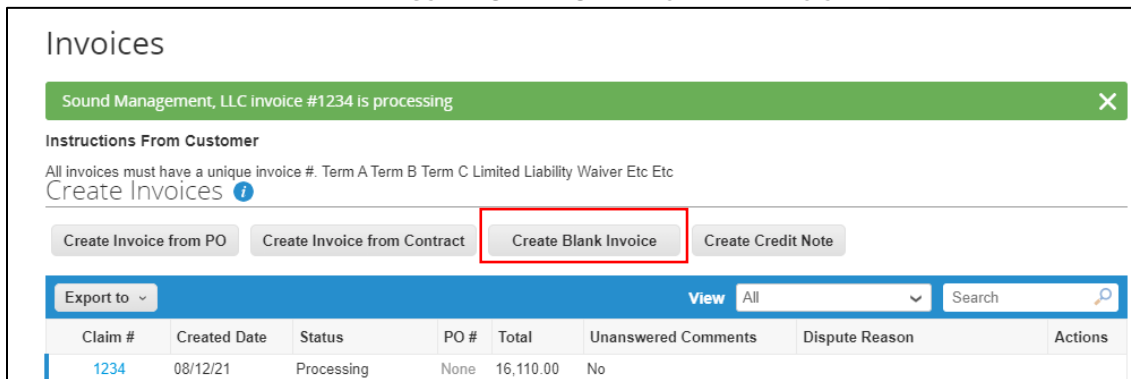 Invoices
Sound Management, LLC invoice #1234 is processing
Instructions From Customer
All invoices must have a unique invoice #. Term A Term B Term C Limited Liability Waiver Etc Etc
Create Invoices
Create Invoice from PO Create Invoice from Contract Create Blank Invoice Create Credit Note
Export to View All Search
Claim # Created Date Status PO # Total Unanswered Comments Dispute Reason Actions
1234 08/12/21 Processing None 16,110.00 No